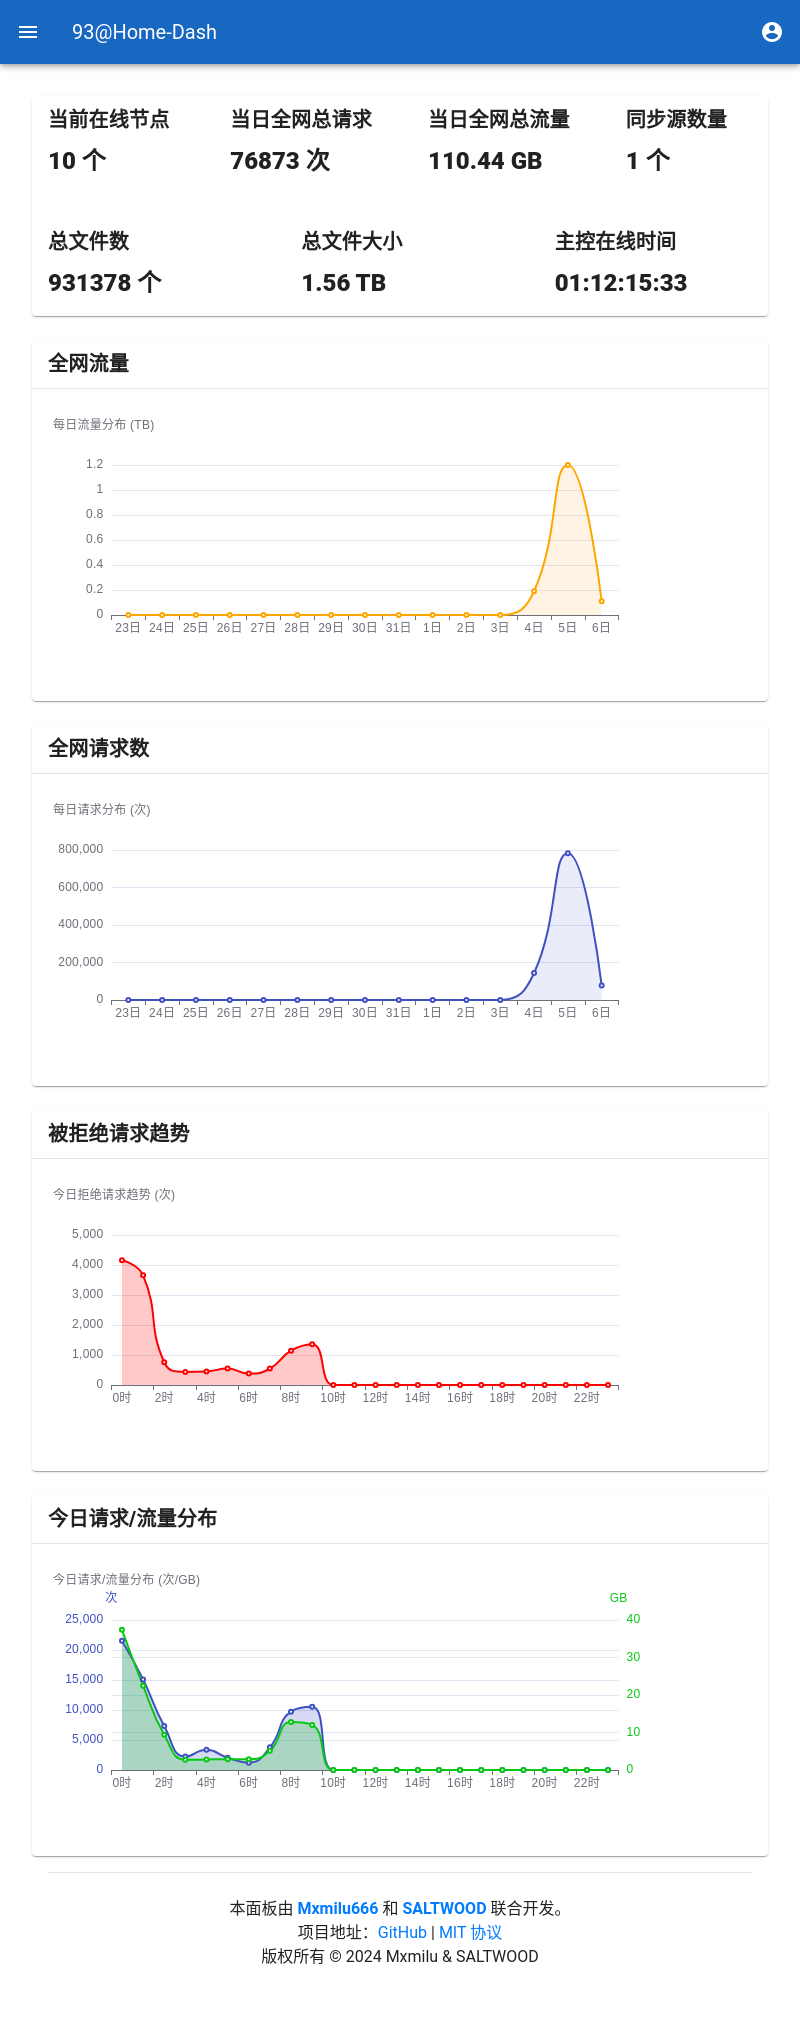 93@Home-Dash
当前在线节点 当日全网总请求 当日全网总流量 同步源数量
10 个 76873 次 110.44 GB 1 个
总文件数 总文件大小 主控在线时间
931378 个 1.56 TB 01:12:15:33
全网流量
每日流量分布 (TB)
1.2
1
0.8
0.6
0.4
0.2
0
23日 24日 25日 26日 27日 28日 29日 30日 31日 1日 2日 3日 4日 5日 6日
全网请求数
每日请求分布 (次)
800,000
600,000
400,000
200,000
0
23日 24日 25日 26日 27日 28日 29日 30日 31日 1日 2日 3日 4日 5日 6日
被拒绝请求趋势
今日拒绝请求趋势 (次)
5,000
4,000
3,000
2,000
1,000
0
0时 2时 4时 6时 8时 10时 12时 14时 16时 18时 20时 22时
今日请求/流量分布
今日请求/流量分布 (次/GB)
次 GB
25,000 40
20,000 30
15,000 20
10,000 10
5,000
0 0
0时 2时 4时 6时 8时 10时 12时 14时 16时 18时 20时 22时
本面板由 Mxmilu666 和 SALTWOOD 联合开发。
项目地址：GitHub | MIT 协议
版权所有 © 2024 Mxmilu & SALTWOOD